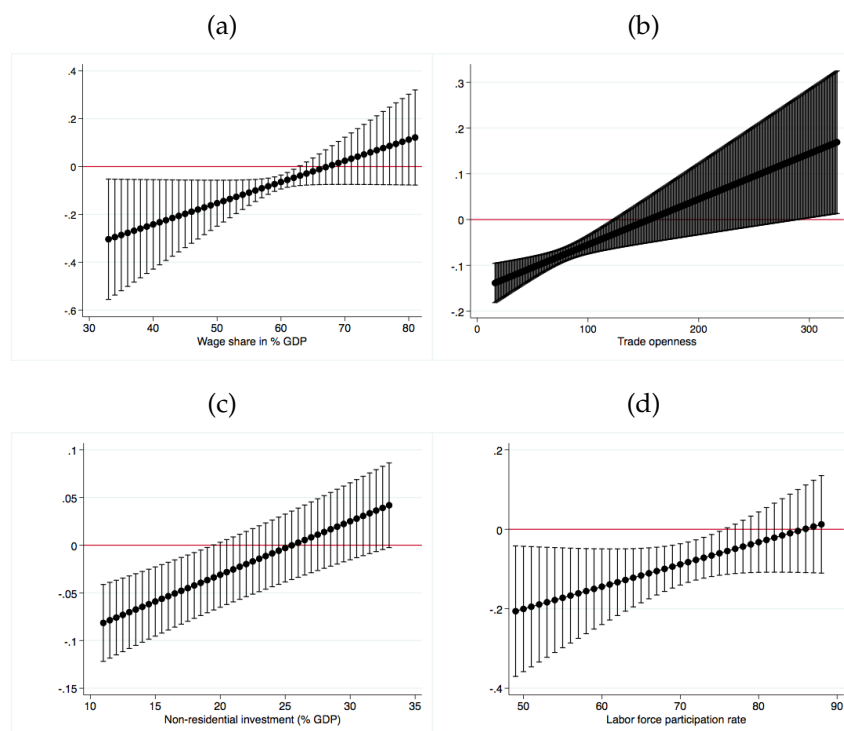 (a)
(b)
.4
.2
0
-.2
-.4
-.6
30 40 50 60 70 80
Wage share in % GDP
.3
.2
.1
0
-.1
-.2
0 100 200 300
Trade openness
(c)
(d)
.1
.05
0
-.05
-.1
-.15
10 15 20 25 30 35
Non-residential investment (% GDP)
.2
0
-.2
-.4
50 60 70 80 90
Labor force participation rate